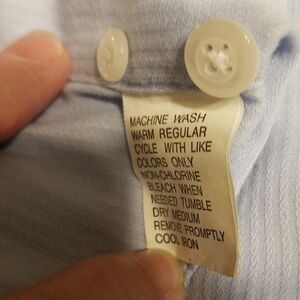 MACHINE WASH
WARM REGULAR
CYCLE WITH LIKE
COLORS ONLY
NON-CHLORINE
BLEACH WHEN
NEEDED TUMBLE
DRY MEDIUM
REMOVE PROMPTLY
COOL IRON